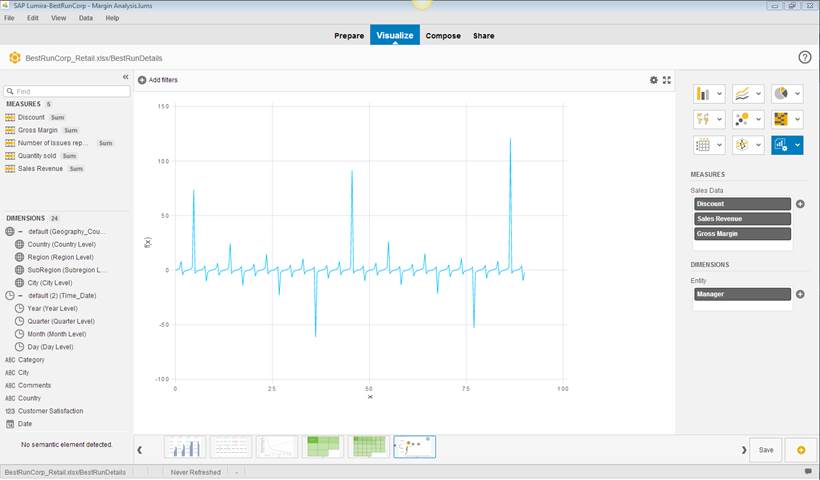 SAP Lumira-BestRunCorp - Margin Analysis.lums
File Edit View Data Help
Prepare Visualize Compose Share
BestRunCorp_Retail.xlsx/BestRunDetails
Add filters
Find
MEASURES 5
Discount Sum
Gross Margin Sum
Number of Issues rep... Sum
Quantity sold Sum
Sales Revenue Sum
DIMENSIONS 24
default (Geography_Cou...
Country (Country Level)
Region (Region Level)
SubRegion (Subregion L...
City (City Level)
default (2) (Time_Date)
Year (Year Level)
Quarter (Quarter Level)
Month (Month Level)
Day (Day Level)
ABC Category
ABC City
ABC Comments
ABC Country
123 Customer Satisfaction
Date
No semantic element detected.
15.0
10.0
5.0
0.0
-5.0
-10.0
f(x)
0 2.5 5.0 7.5 10.0
x
MEASURES
Sales Data
Discount
Sales Revenue
Gross Margin
DIMENSIONS
Entity
Manager
Save
BestRunCorp_Retail.xlsx/BestRunDetails Never Refreshed -